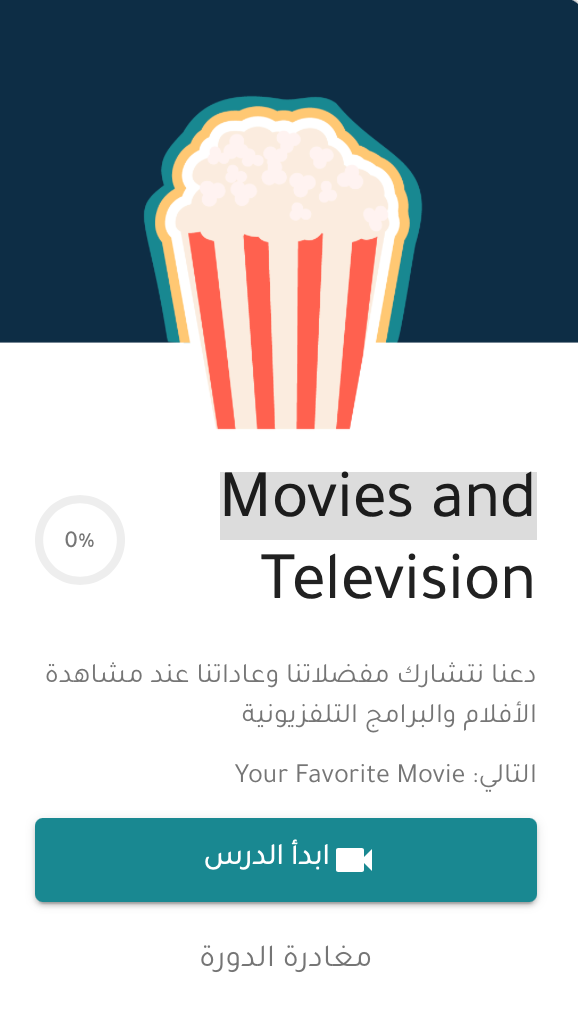 Movies and
Television
0%
دعنا نتشارك مفضلاتنا وعاداتنا عند مشاهدة
الأفلام والبرامج التلفزيونية
التالي: Your Favorite Movie
ابدأ الدرس
مغادرة الدورة